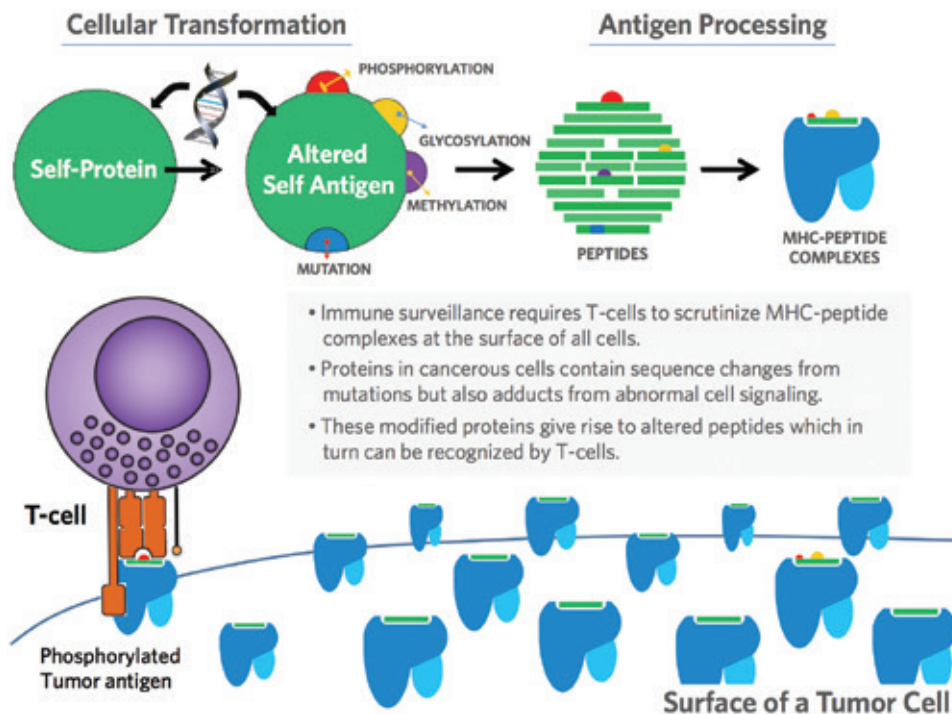 Cellular Transformation
Antigen Processing
PHOSPHORYLATION
GLYCOSYLATION
Self-Protein
Altered
Self Antigen
METHYLATION
MUTATION
PEPTIDES
MHC-PEPTIDE
COMPLEXES
• Immune surveillance requires T-cells to scrutinize MHC-peptide
complexes at the surface of all cells.
• Proteins in cancerous cells contain sequence changes from
mutations but also adducts from abnormal cell signaling.
• These modified proteins give rise to altered peptides which in
turn can be recognized by T-cells.
T-cell
Phosphorylated
Tumor antigen
Surface of a Tumor Cell